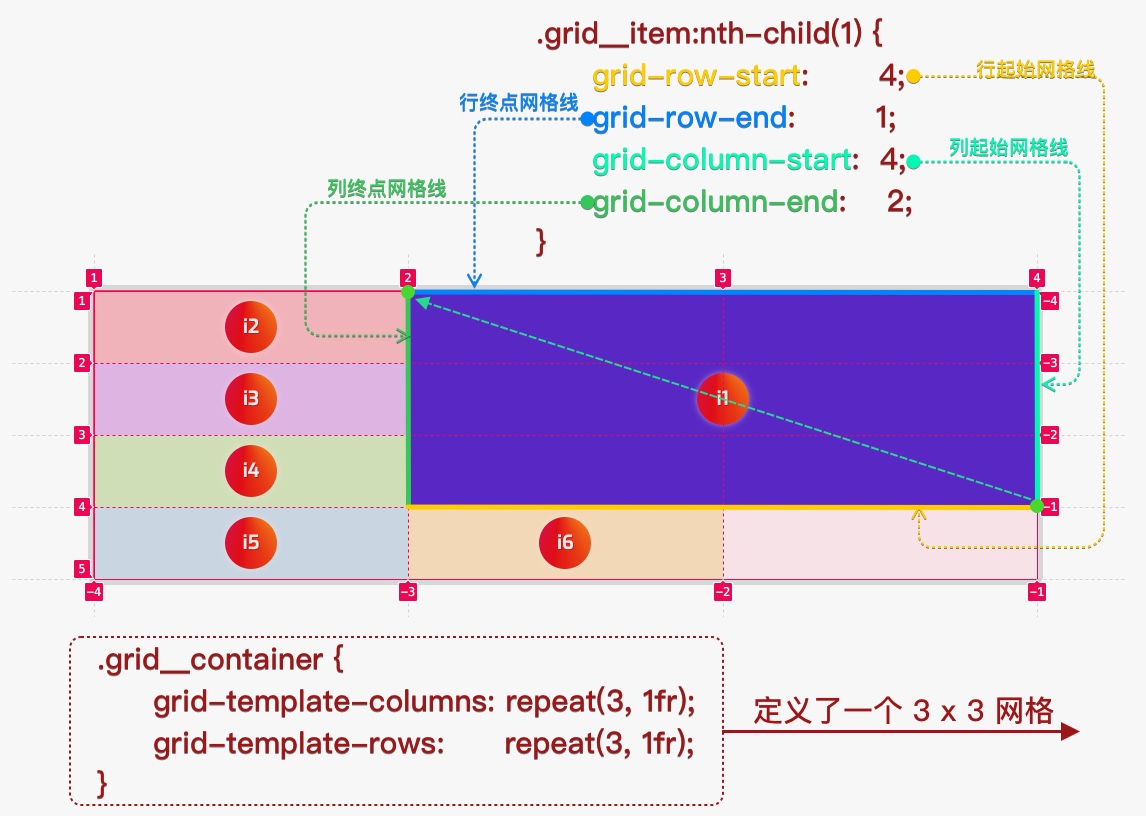 .grid__item:nth-child(1) {
grid-row-start: 4;
行起始网格线
行终点网格线
grid-row-end: 1;
grid-column-start: 4;
列起始网格线
列终点网格线
grid-column-end: 2;
}
1 2 3 4
1 -4
i2
2 -3
i3 i1
3 -2
i4
4 -1
i5 i6
5
-4 -3 -2 -1
.grid__container {
grid-template-columns: repeat(3, 1fr);
grid-template-rows: repeat(3, 1fr);
}
定义了一个 3 x 3 网格